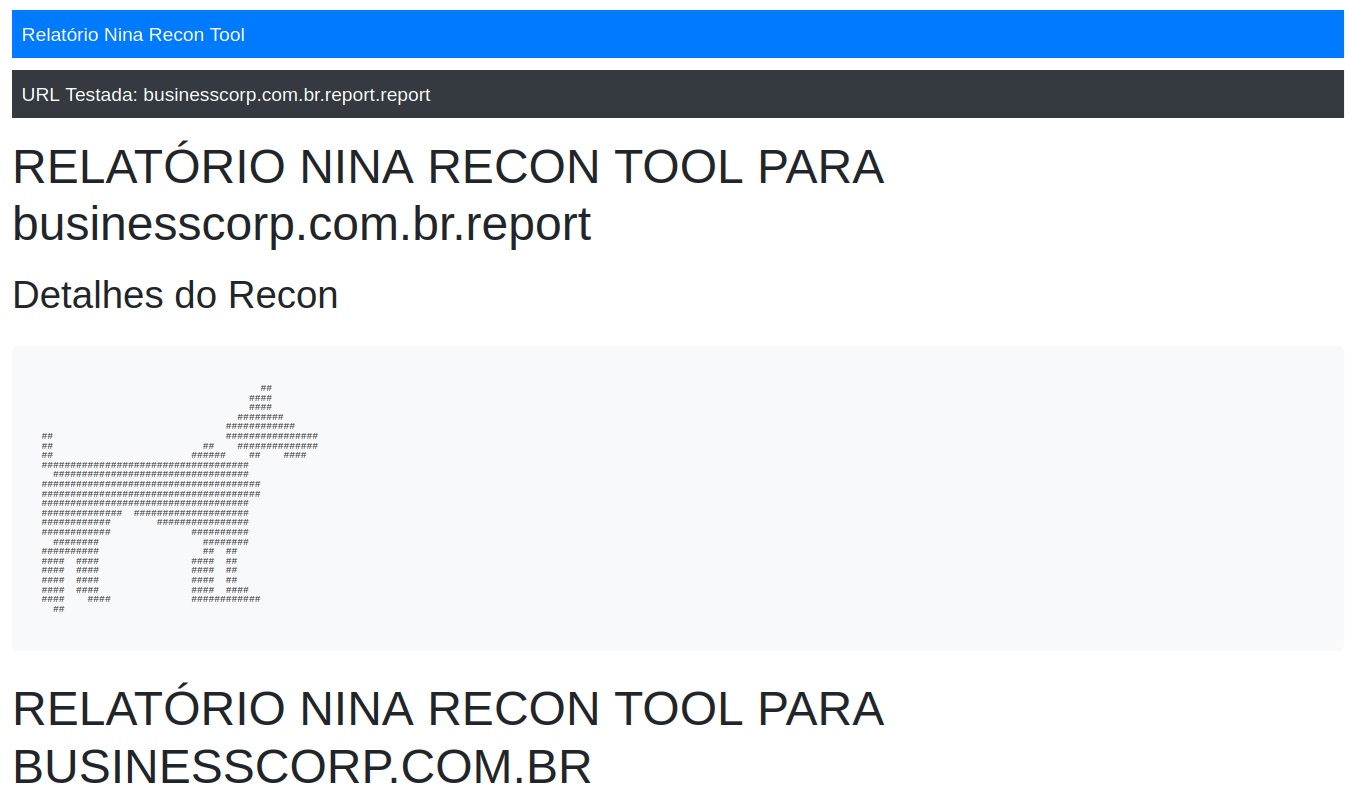 Relatório Nina Recon Tool
URL Testada: businesscorp.com.br.report.report
RELATÓRIO NINA RECON TOOL PARA
businesscorp.com.br.report
Detalhes do Recon
RELATÓRIO NINA RECON TOOL PARA
BUSINESSCORP.COM.BR